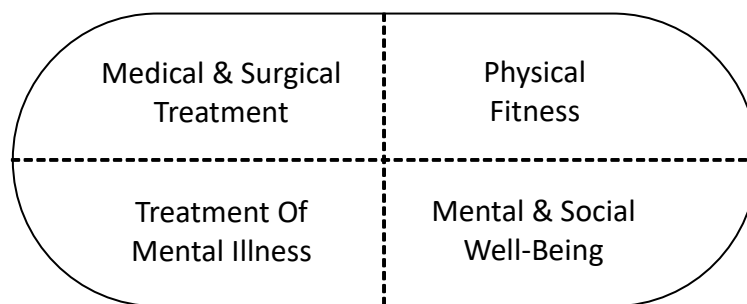 Medical & Surgical
Treatment
Physical
Fitness
Treatment Of
Mental Illness
Mental & Social
Well-Being